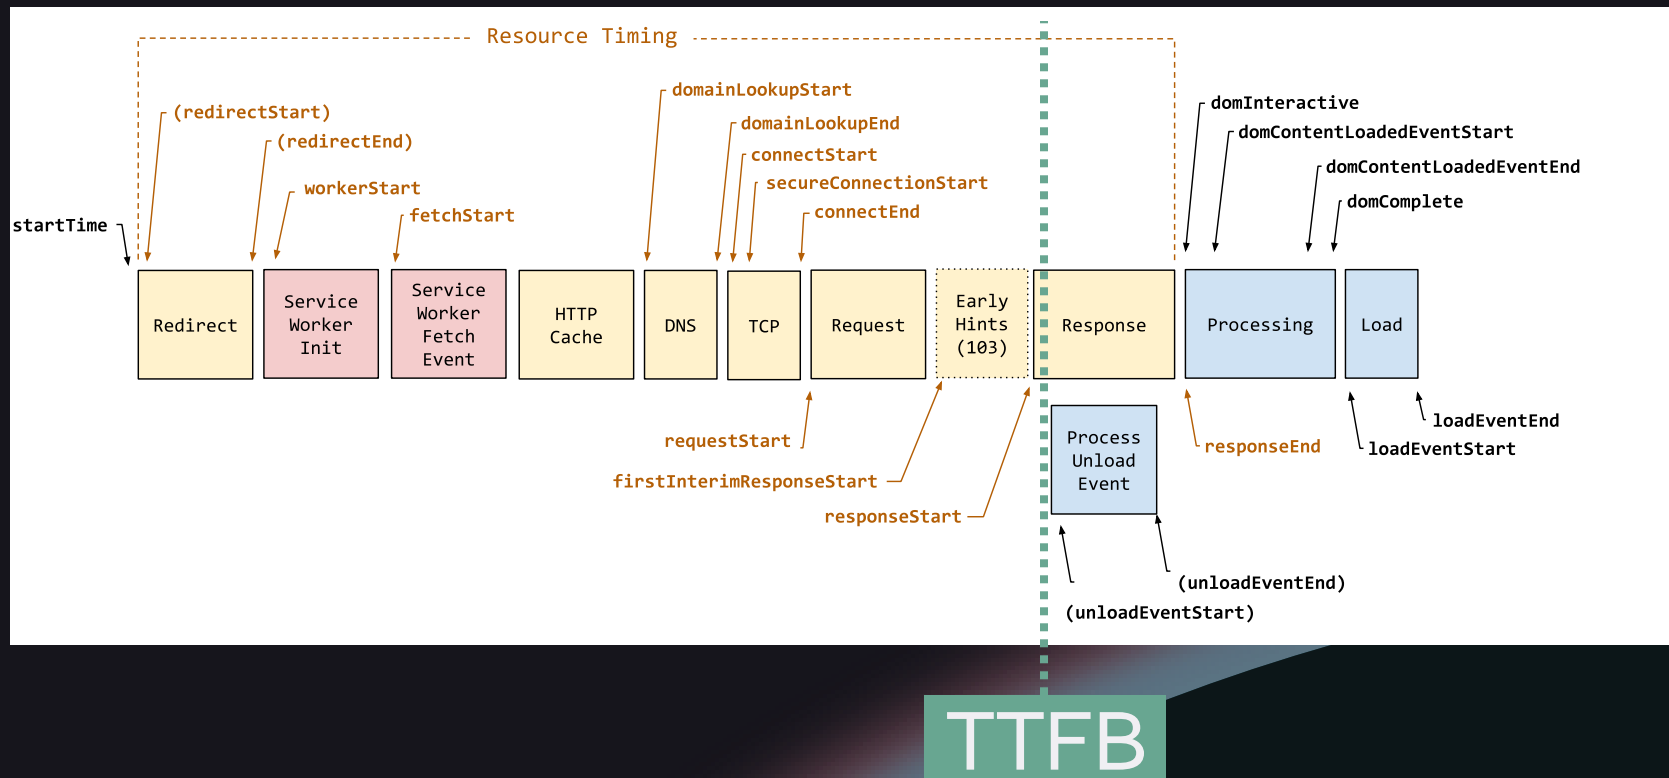 Resource Timing
domainLookupStart
(redirectStart)
domInteractive
domainLookupEnd
domContentLoadedEventStart
(redirectEnd)
connectStart
domContentLoadedEventEnd
workerStart
secureConnectionStart
domComplete
fetchStart
connectEnd
startTime
Redirect
Service
Worker
Init
Service
Worker
Fetch
Event
HTTP
Cache
DNS
TCP
Request
Early
Hints
(103)
Response
Processing
Load
Process
Unload
Event
requestStart
firstInterimResponseStart
responseStart
responseEnd
loadEventEnd
loadEventStart
(unloadEventEnd)
(unloadEventStart)
TTFB